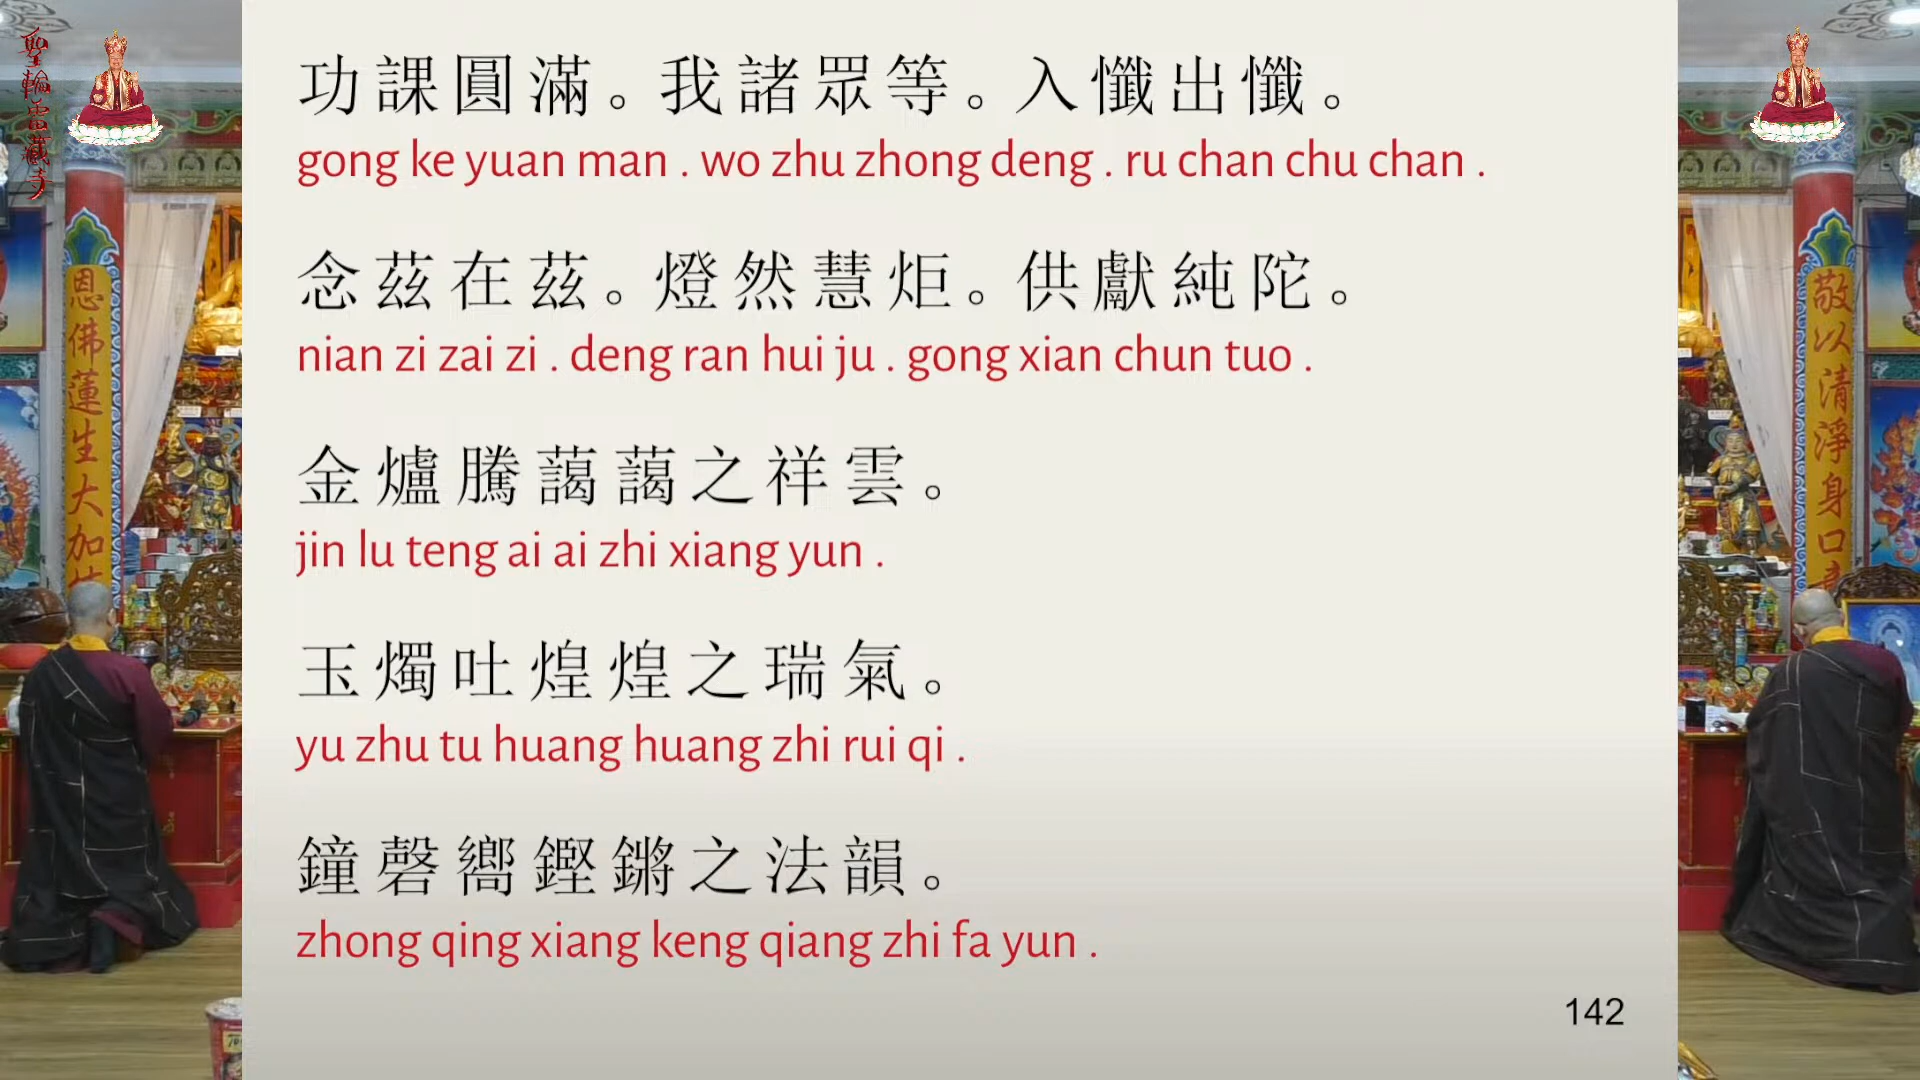 聖輪雷藏寺
恩佛蓮生大加
功課圓滿。我諸眾等。入懺出懺。
gong ke yuan man . wo zhu zhong deng . ru chan chu chan .
念茲在茲。燈然慧炬。供獻純陀。
nian zi zai zi . deng ran hui ju . gong xian chun tuo .
金爐騰藹藹之祥雲。
jin lu teng ai ai zhi xiang yun .
玉燭吐煌煌之瑞氣。
yu zhu tu huang huang zhi rui qi .
鐘磬嚮鏗鏘之法韻。
zhong qing xiang keng qiang zhi fa yun .
142
敬以清淨身口